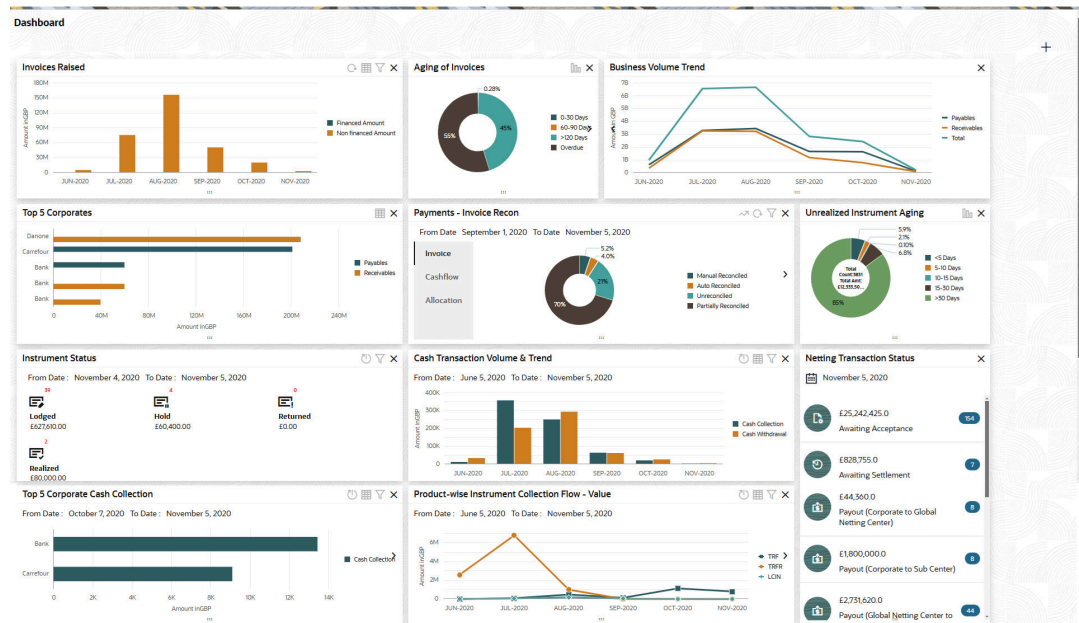 Dashboard
+
Invoices Raised
180M
150M
120M
90M
60M
30M
0
Amount inGBP
JUN-2020 JUL-2020 AUG-2020 SEP-2020 OCT-2020 NOV-2020
Financed Amount
Non financed Amount
Aging of Invoices
0.28%
45%
55%
0-30 Days
60-90 Days
>120 Days
Overdue
Business Volume Trend
7B
6B
5B
4B
3B
2B
1B
0
Amount in GBP
JUN-2020 JUL-2020 AUG-2020 SEP-2020 OCT-2020 NOV-2020
Payables
Receivables
Total
Top 5 Corporates
Danone
Carrefour
Bank
Bank
Bank
0 40M 80M 120M 160M 200M 240M
Amount inGBP
Payables
Receivables
Payments - Invoice Recon
From Date September 1, 2020 To Date November 5, 2020
Invoice
Cashflow
Allocation
5.2%
4.0%
21%
70%
Manual Reconciled
Auto Reconciled
Unreconciled
Partially Reconciled
Unrealized Instrument Aging
5.9%
2.1%
0.10%
6.8%
85%
Total
Count:3831
Total Amt:
£12,333,50...
<5 Days
5-10 Days
10-15 Days
15-30 Days
>30 Days
Instrument Status
From Date : November 4, 2020 To Date : November 5, 2020
39
Lodged
£627,610.00
4
Hold
£60,400.00
0
Returned
£0.00
2
Realized
£80,000.00
Cash Transaction Volume & Trend
From Date : June 5, 2020 To Date : November 5, 2020
400K
300K
200K
100K
0
Amount inGBP
JUN-2020 JUL-2020 AUG-2020 SEP-2020 OCT-2020 NOV-2020
Cash Collection
Cash Withdrawal
Netting Transaction Status
November 5, 2020
£25,242,425.0
Awaiting Acceptance
154
£828,755.0
Awaiting Settlement
7
£44,360.0
Payout (Corporate to Global
Netting Center)
8
£1,800,000.0
Payout (Corporate to Sub Center)
8
£2,731,620.0
Payout (Global Netting Center to
44
Top 5 Corporate Cash Collection
From Date : October 7, 2020 To Date : November 5, 2020
Bank
Carrefour
0 2K 4K 6K 8K 10K 12K 14K
Amount inGBP
Cash Collection
Product-wise Instrument Collection Flow - Value
From Date : June 5, 2020 To Date : November 5, 2020
6M
4M
2M
0
Amount inGBP
JUN-2020 JUL-2020 AUG-2020 SEP-2020 OCT-2020 NOV-2020
TRF
TRFR
LCIN